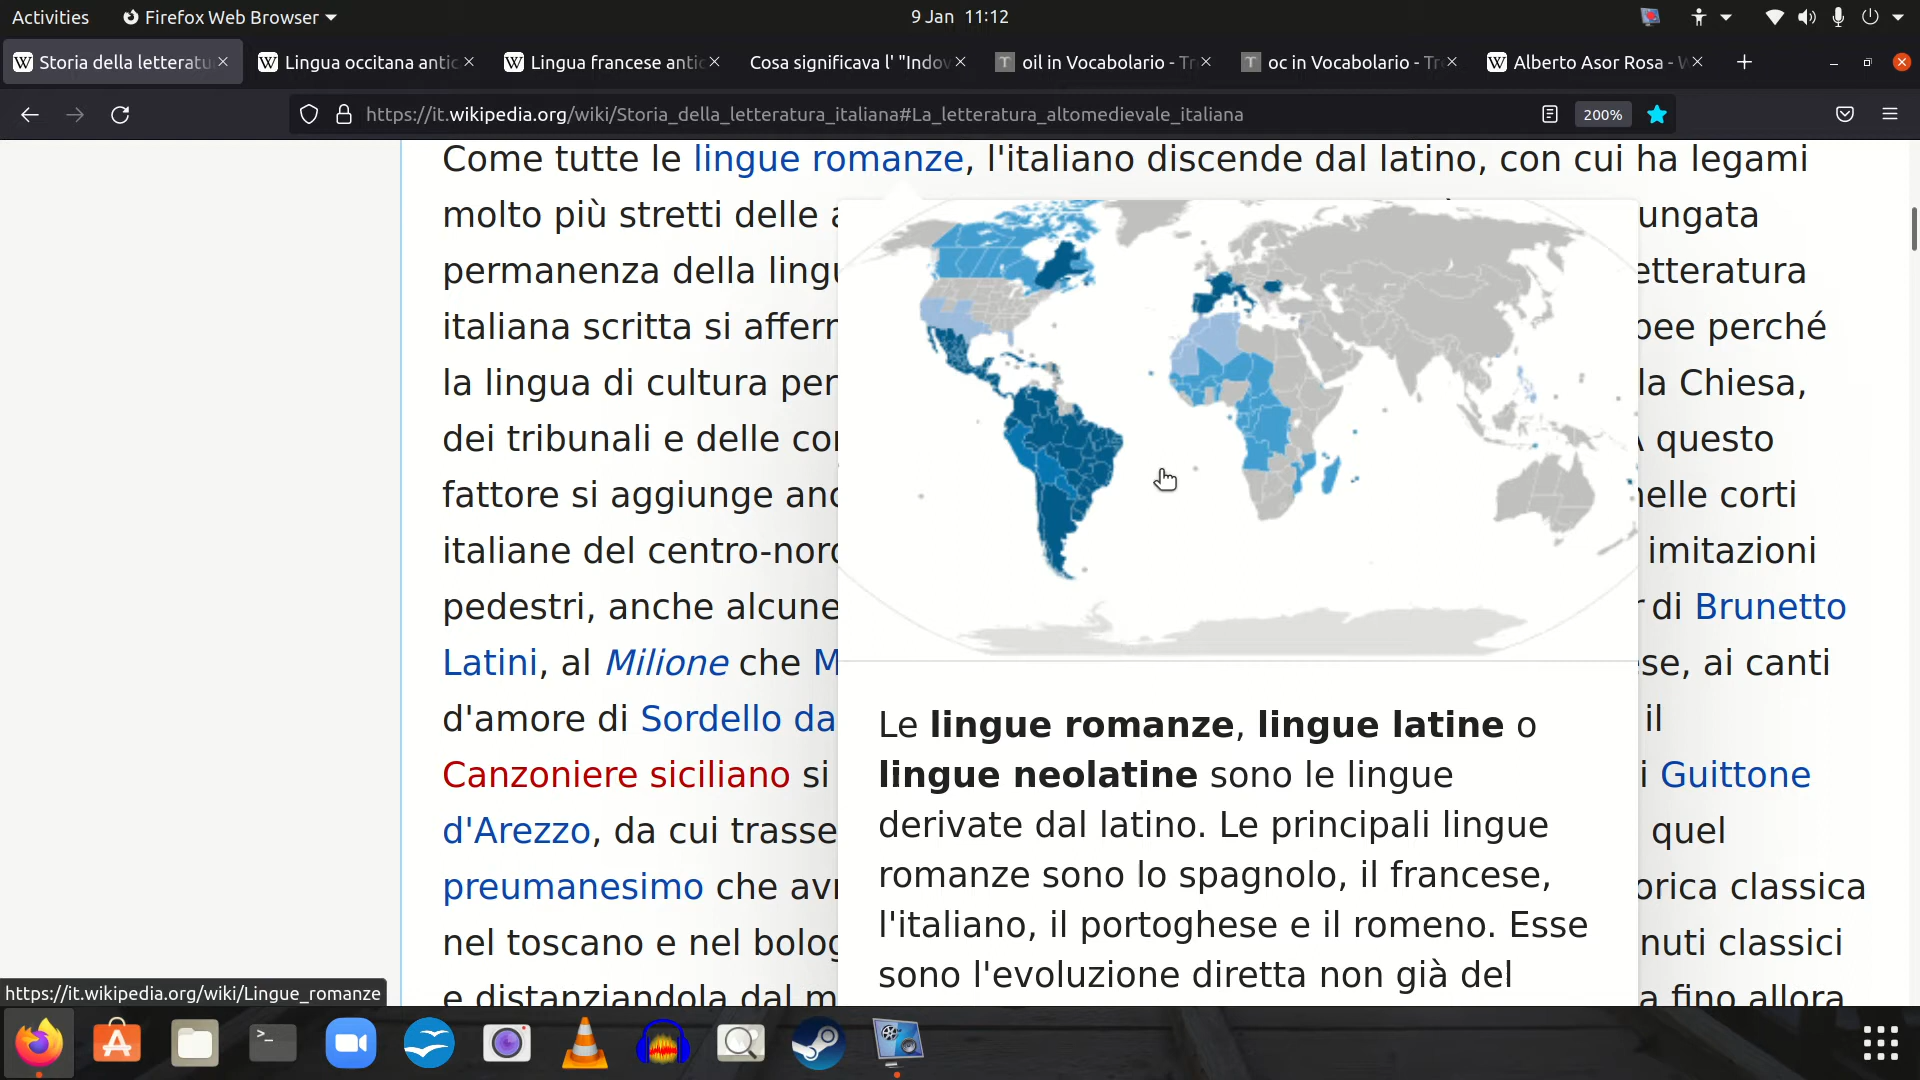 Activities
Firefox Web Browser
9 Jan 11:12
Storia della letteratu
Lingua occitana antic
Lingua francese antic
Cosa significava l' "Indov
oil in Vocabolario - Tr
oc in Vocabolario - Tr
Alberto Asor Rosa - W
https://it.wikipedia.org/wiki/Storia_della_letteratura_italiana#La_letteratura_altomedievale_italiana
200%
Come tutte le lingue romanze, l'italiano discende dal latino, con cui ha legami
molto più stretti delle a
ungata
permanenza della lingu
etteratura
italiana scritta si afferm
pee perché
la lingua di cultura per
la Chiesa,
dei tribunali e delle cor
A questo
fattore si aggiunge anc
nelle corti
italiane del centro-nord
imitazioni
pedestri, anche alcune
r di Brunetto
Latini, al Milione che M
se, ai canti
d'amore di Sordello da
il
Canzoniere siciliano si
i Guittone
d'Arezzo, da cui trasse
quel
preumanesimo che avr
orica classica
nel toscano e nel bolog
nuti classici
e distanziandola dal m
a fino allora
Le lingue romanze, lingue latine o
lingue neolatine sono le lingue
derivate dal latino. Le principali lingue
romanze sono lo spagnolo, il francese,
l'italiano, il portoghese e il romeno. Esse
sono l'evoluzione diretta non già del
https://it.wikipedia.org/wiki/Lingue_romanze